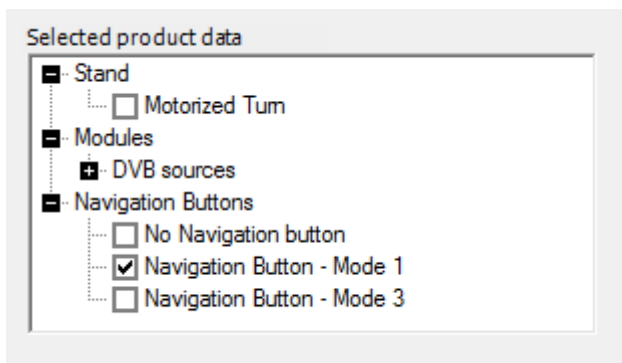 Selected product data
Stand
Motorized Turn
Modules
DVB sources
Navigation Buttons
No Navigation button
Navigation Button - Mode 1
Navigation Button - Mode 3